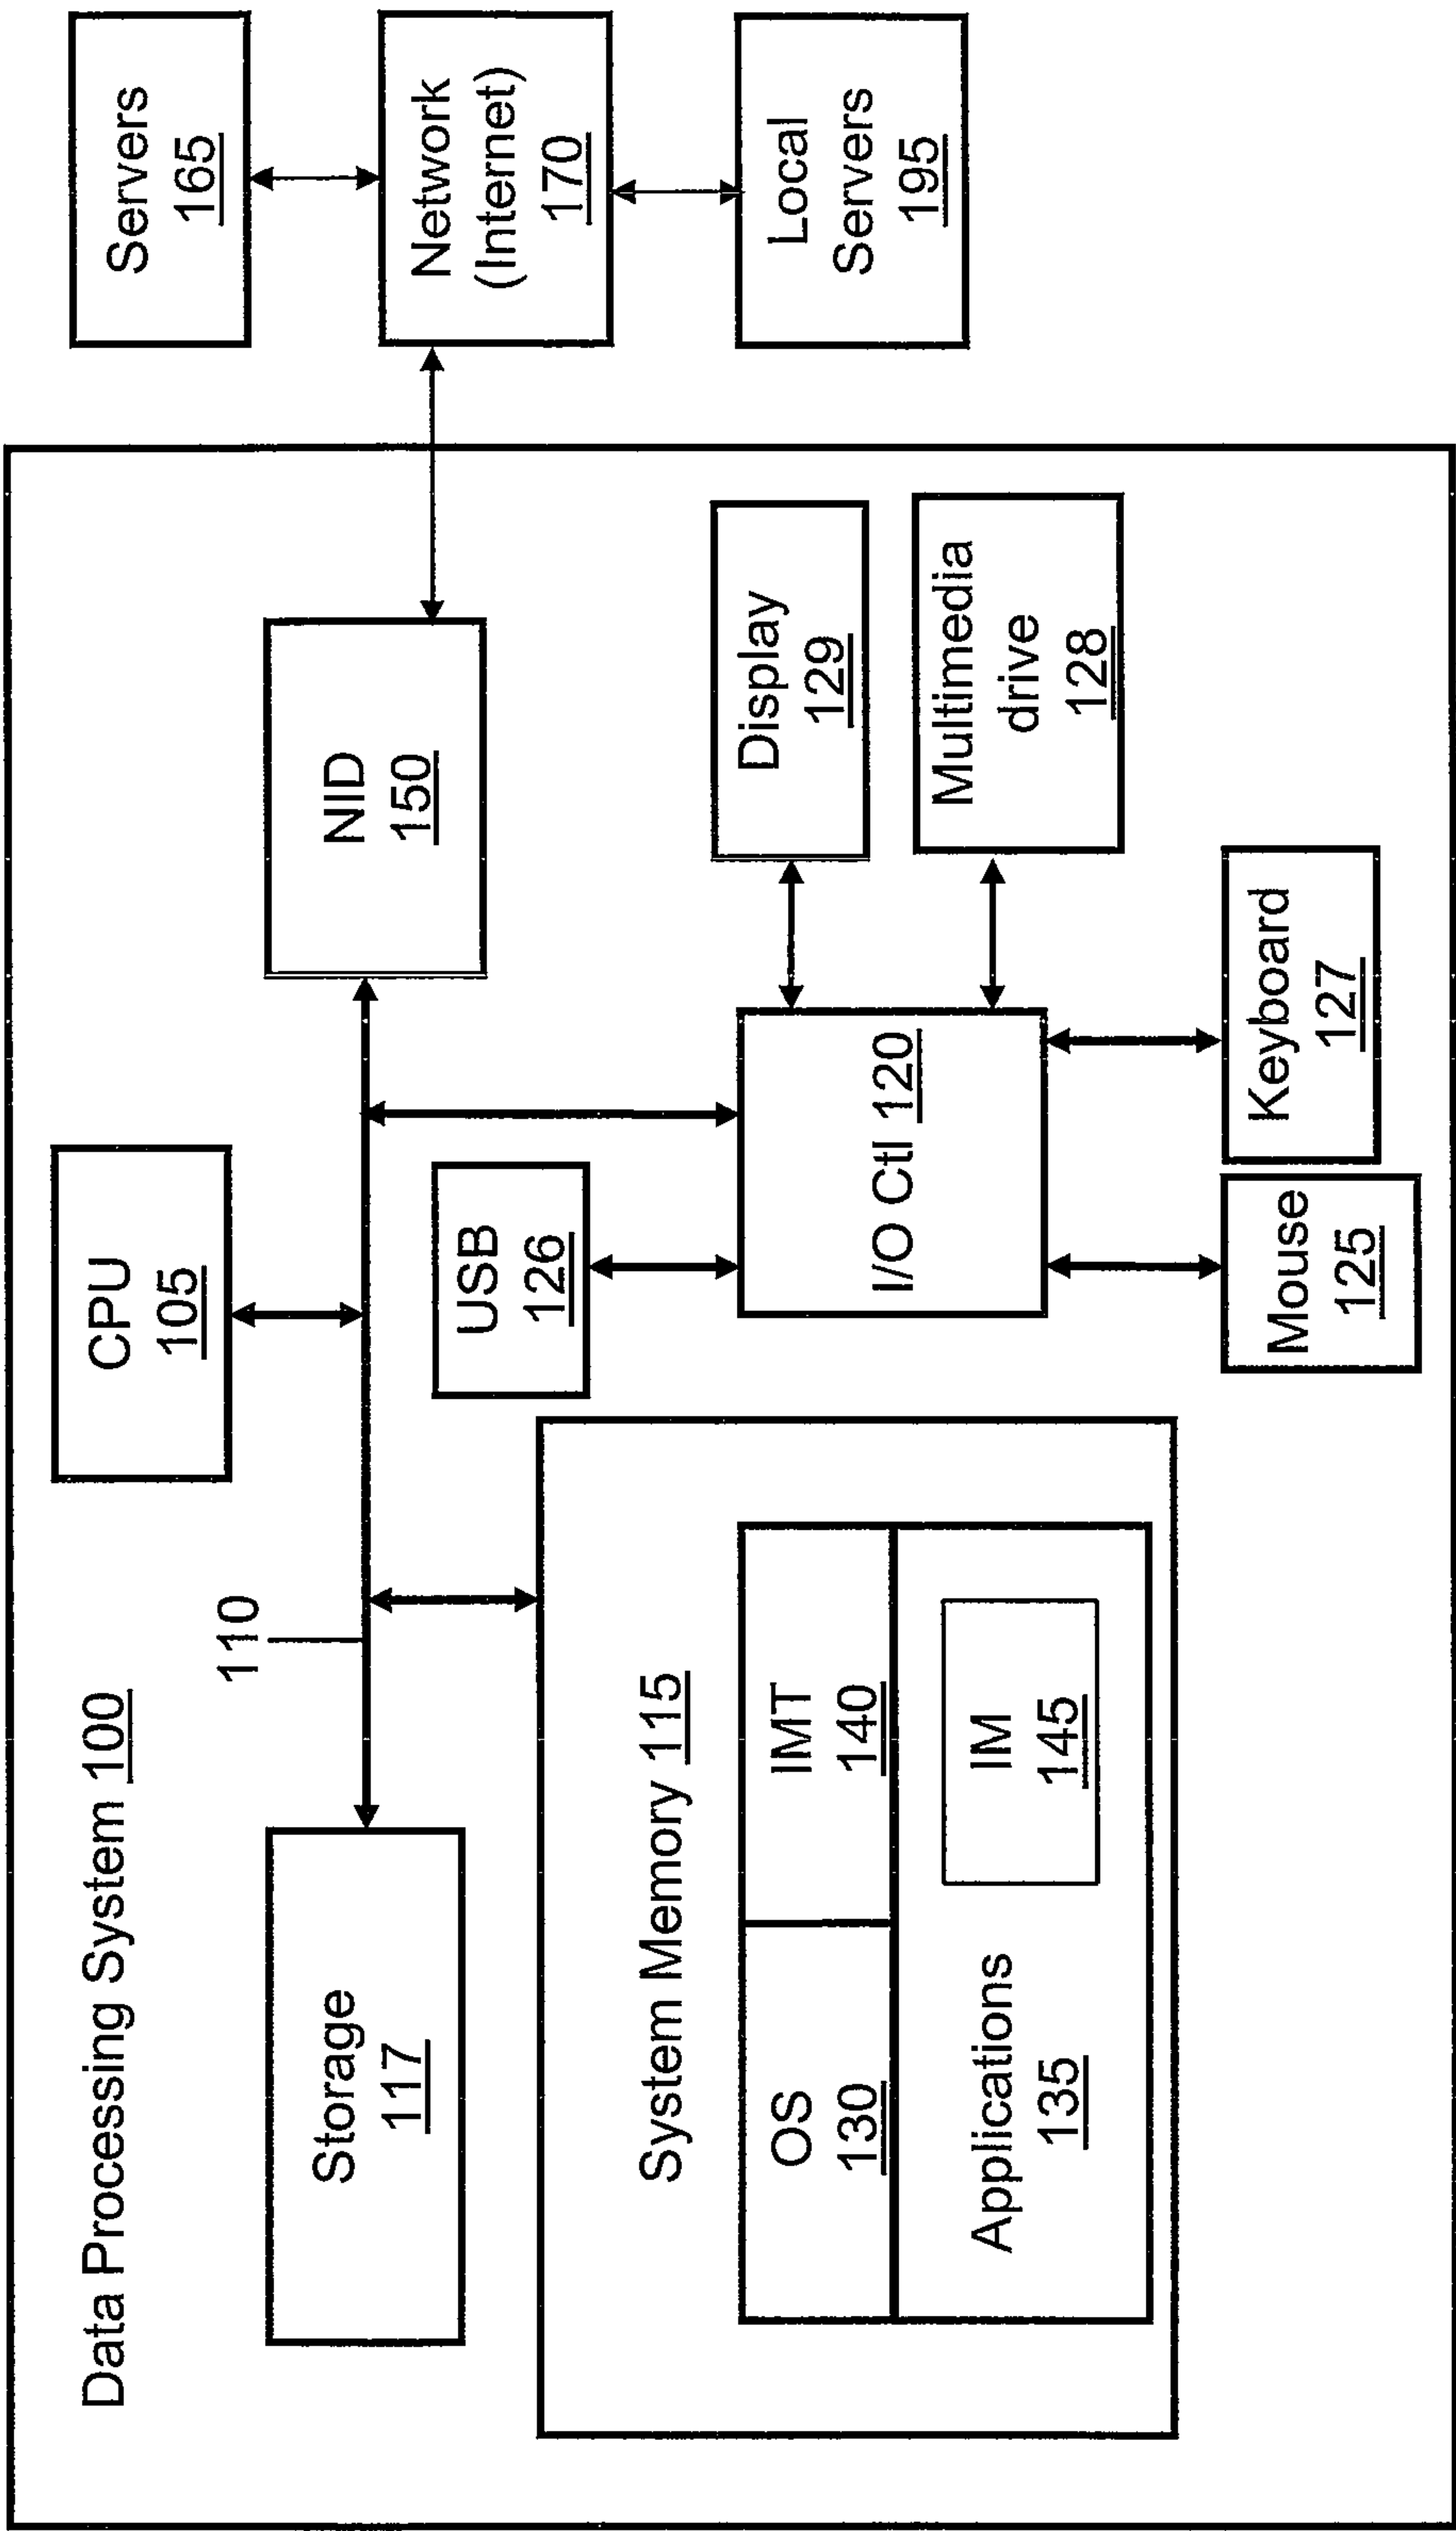 Data Processing System 100
110
CPU
105
Storage
117
NID
150
Servers
165
Network
(Internet)
170
Local
Servers
195
System Memory 115
OS
130
IMT
140
Applications
135
IM
145
USB
126
I/O Ctl 120
Display
129
Multimedia
drive
128
Mouse
125
Keyboard
127